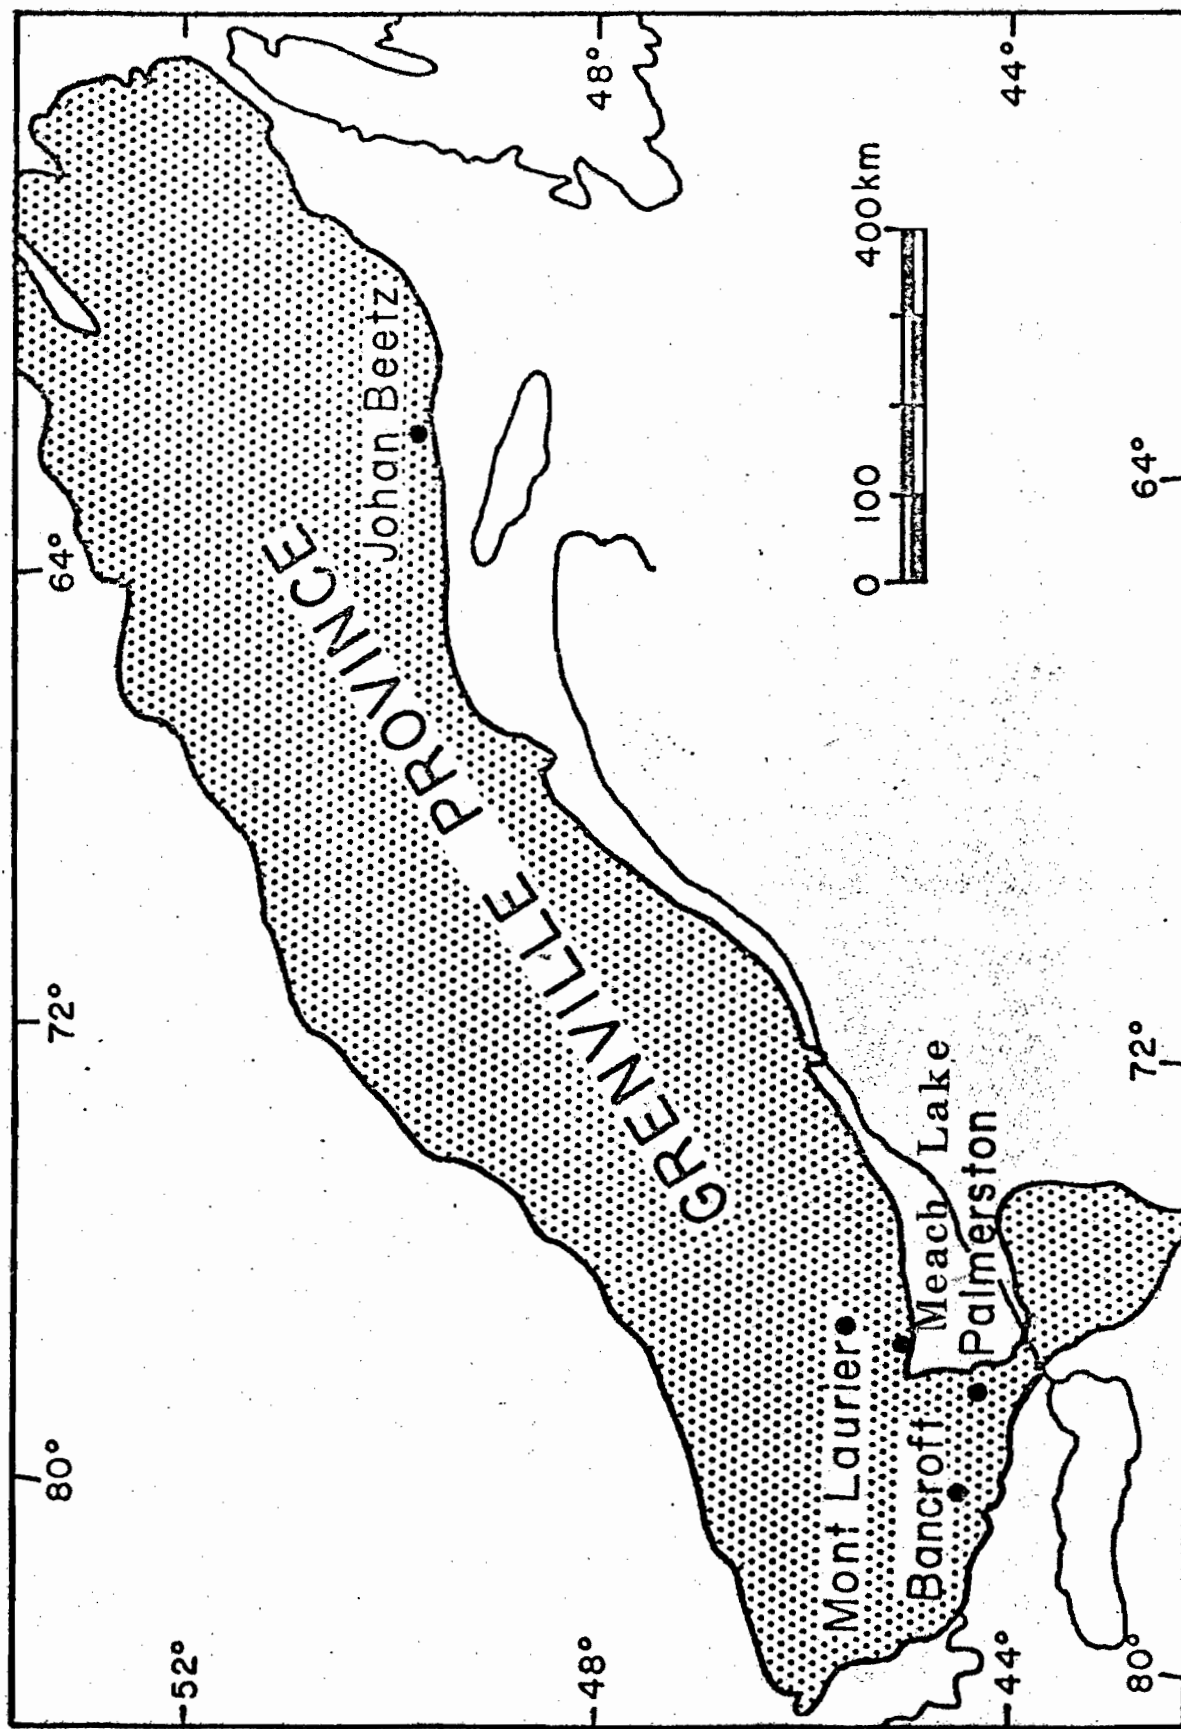 80°
72°
64°
52°
GRENVILLE PROVINCE
Johan Beetz
48°
48°
Mont Laurier
Bancroft
Meach Lake
Palmerston
0
100
400km
44°
44°
80°
72°
64°